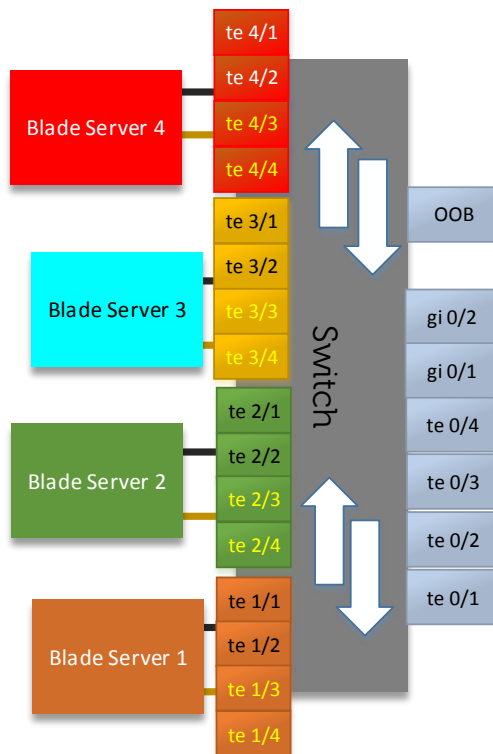 te 4/1
te 4/2
te 4/3
te 4/4
Blade Server 4
te 3/1
te 3/2
te 3/3
te 3/4
Blade Server 3
te 2/1
te 2/2
te 2/3
te 2/4
Blade Server 2
te 1/1
te 1/2
te 1/3
te 1/4
Blade Server 1
Switch
OOB
gi 0/2
gi 0/1
te 0/4
te 0/3
te 0/2
te 0/1